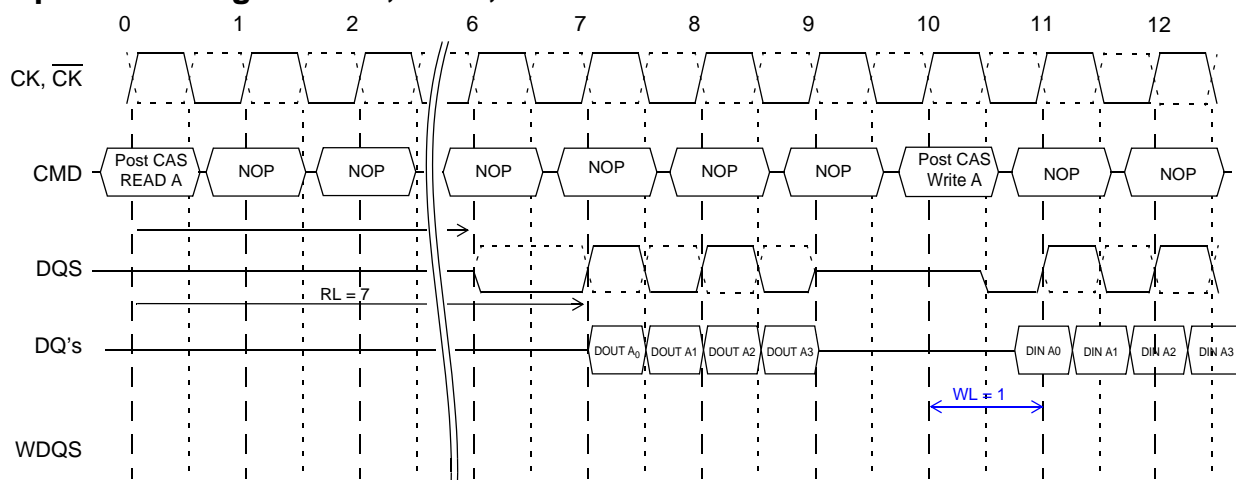 0 1 2 6 7 8 9 10 11 12
CK, CK
CMD
Post CAS
READ A
NOP
NOP
NOP
NOP
NOP
NOP
Post CAS
Write A
NOP
NOP
DQS
RL = 7
DQ's
DOUT A0
DOUT A1
DOUT A2
DOUT A3
DIN A0
DIN A1
DIN A2
DIN A3
WL = 1
WDQS